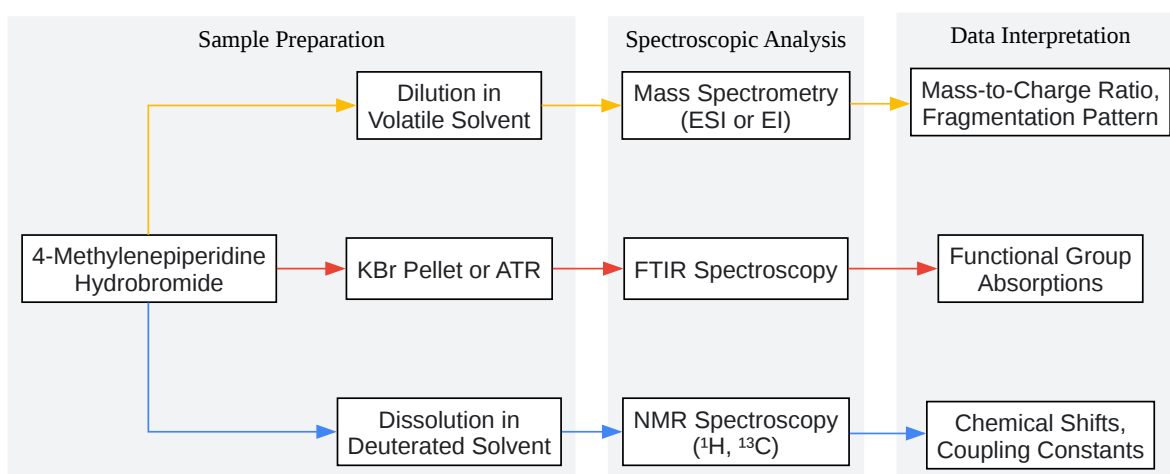 Sample Preparation
Spectroscopic Analysis
Data Interpretation
Dilution in
Volatile Solvent
Mass Spectrometry
(ESI or EI)
Mass-to-Charge Ratio,
Fragmentation Pattern
4-Methylenepiperidine
Hydrobromide
KBr Pellet or ATR
FTIR Spectroscopy
Functional Group
Absorptions
Dissolution in
Deuterated Solvent
NMR Spectroscopy
(¹H, ¹³C)
Chemical Shifts,
Coupling Constants